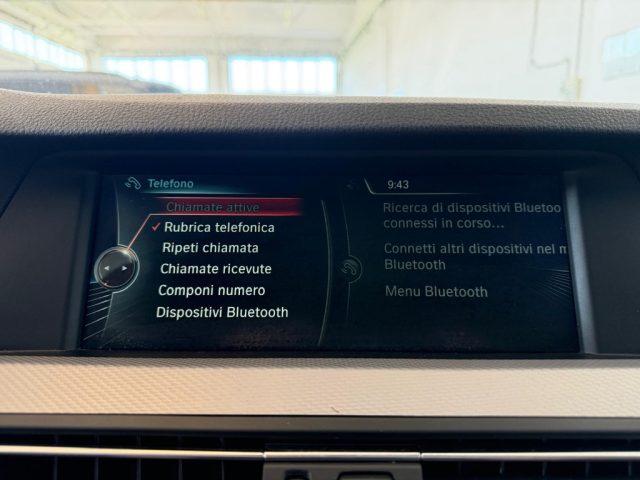 Telefono
Chiamate attive
Rubrica telefonica
Ripeti chiamata
Chiamate ricevute
Componi numero
Dispositivi Bluetooth
9:43
Ricerca di dispositivi Bluetoo
connessi in corso...
Connetti altri dispositivi nel m
Bluetooth
Menu Bluetooth